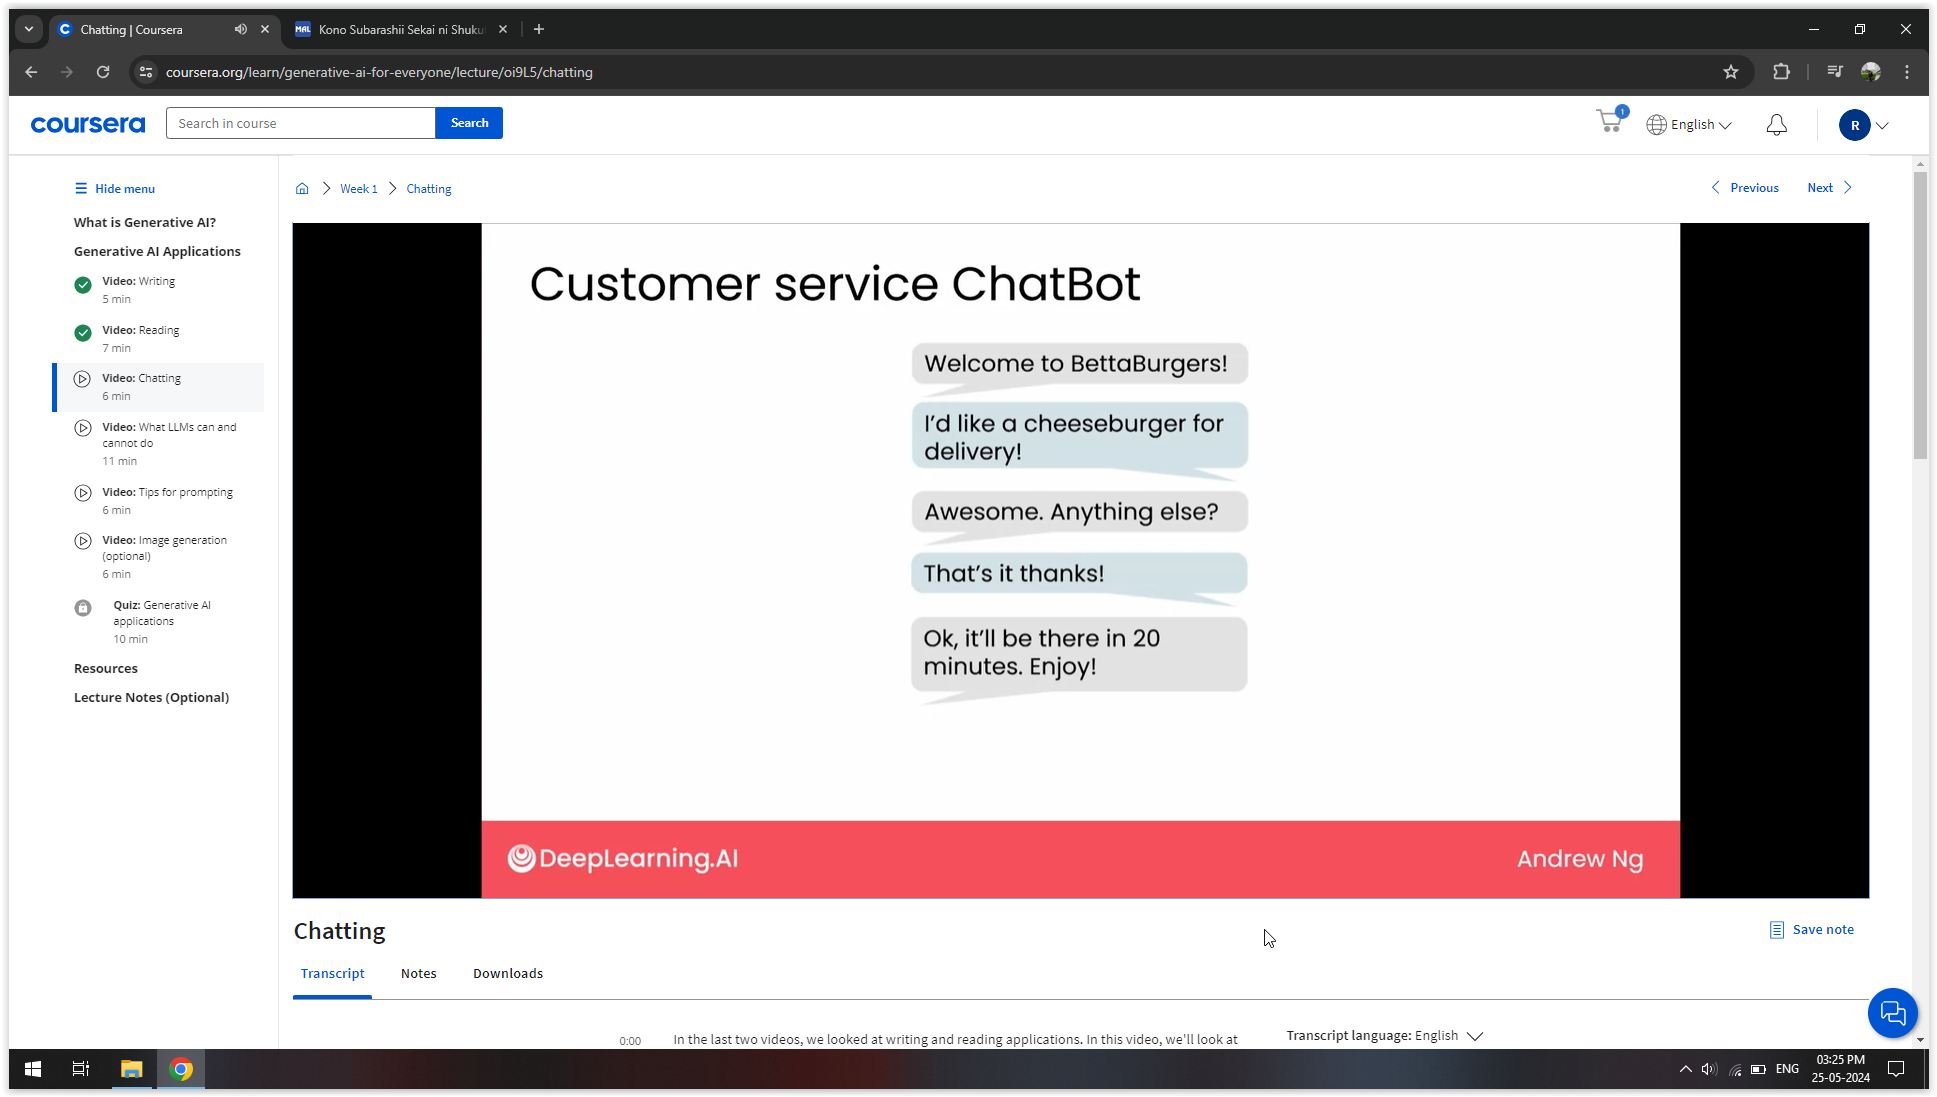 Chatting | Coursera
MAL Kono Subarashii Sekai ni Shuku
coursera.org/learn/generative-ai-for-everyone/lecture/oi9L5/chatting
coursera
Search in course
Search
1
English
R
Hide menu
Week 1
Chatting
Previous
Next
What is Generative AI?
Generative AI Applications
Video: Writing
5 min
Video: Reading
7 min
Video: Chatting
6 min
Video: What LLMs can and
cannot do
11 min
Video: Tips for prompting
6 min
Video: Image generation
(optional)
6 min
Quiz: Generative AI
applications
10 min
Resources
Lecture Notes (Optional)
Customer service ChatBot
Welcome to BettaBurgers!
I'd like a cheeseburger for
delivery!
Awesome. Anything else?
That's it thanks!
Ok, it'll be there in 20
minutes. Enjoy!
DeepLearning.AI
Andrew Ng
Chatting
Save note
Transcript
Notes
Downloads
0:00
In the last two videos, we looked at writing and reading applications. In this video, we'll look at
Transcript language: English
ENG
03:25 PM
25-05-2024